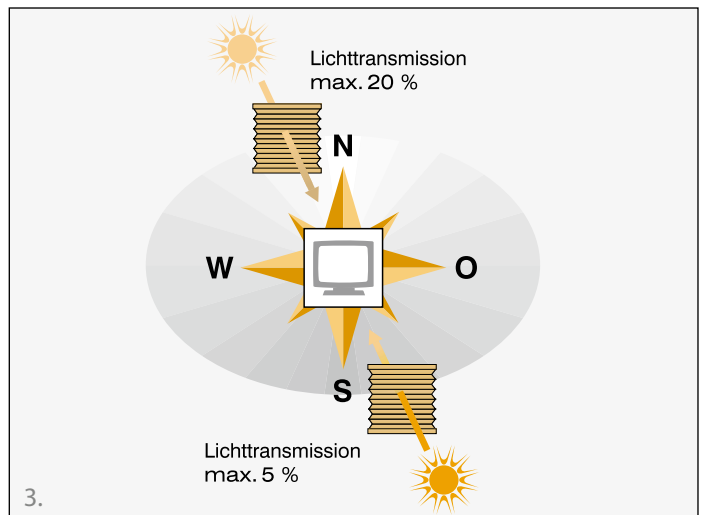 Lichttransmission
max. 20 %
N
W
O
S
Lichttransmission
max. 5 %
3.